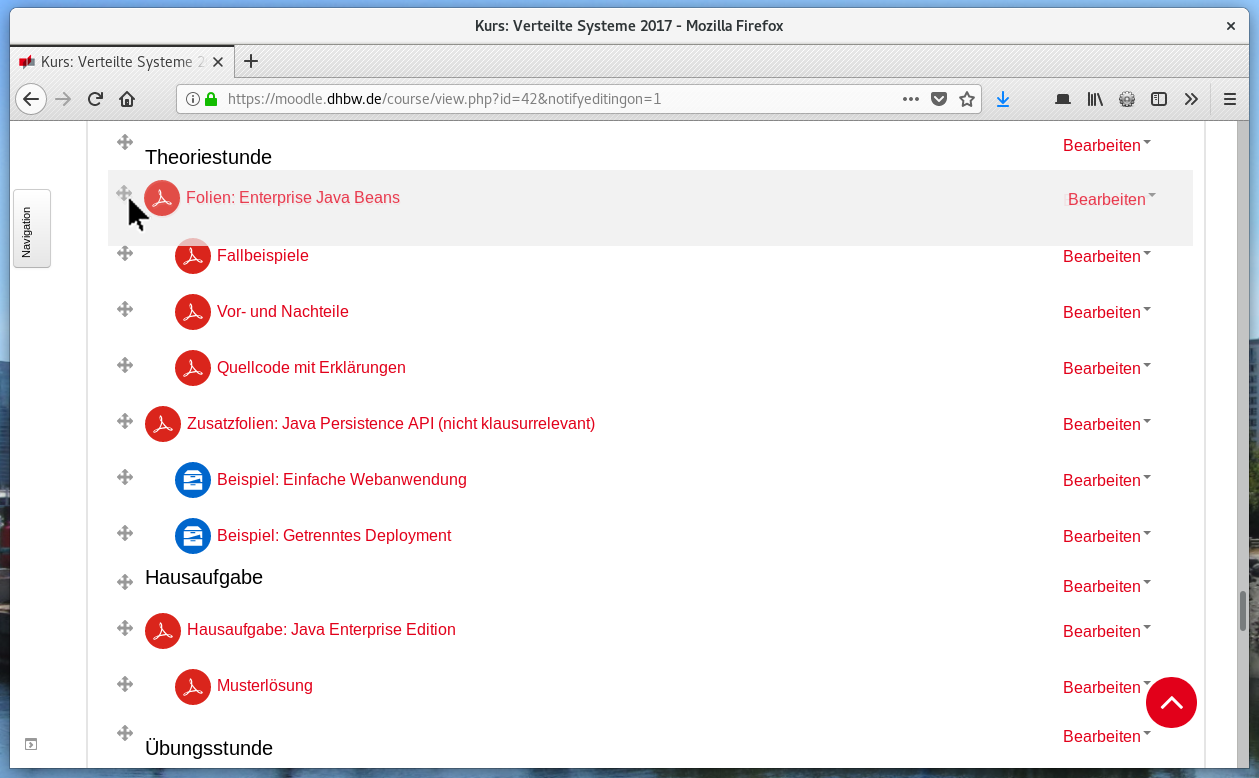 Kurs: Verteilte Systeme 2017 - Mozilla Firefox
Kurs: Verteilte Systeme 2
https://moodle.dhbw.de/course/view.php?id=42&notifyeditingon=1
Navigation
Theoriestunde Bearbeiten
Folien: Enterprise Java Beans Bearbeiten
Fallbeispiele Bearbeiten
Vor- und Nachteile Bearbeiten
Quellcode mit Erklärungen Bearbeiten
Zusatzfolien: Java Persistence API (nicht klausurrelevant) Bearbeiten
Beispiel: Einfache Webanwendung Bearbeiten
Beispiel: Getrenntes Deployment Bearbeiten
Hausaufgabe Bearbeiten
Hausaufgabe: Java Enterprise Edition Bearbeiten
Musterlösung Bearbeiten
Übungsstunde Bearbeiten